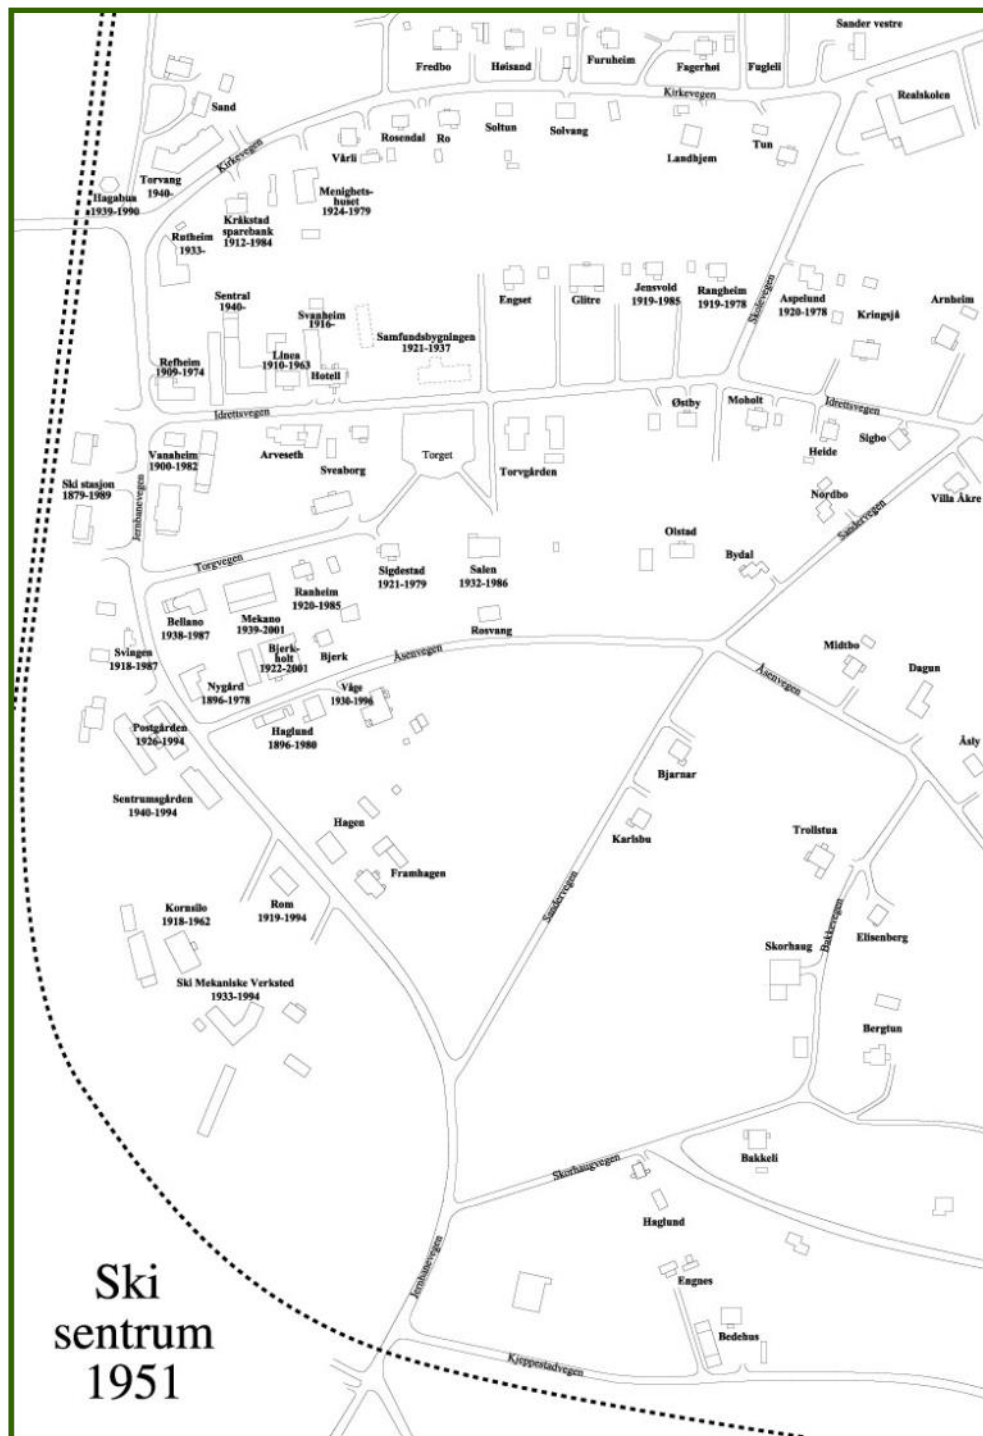 Sander vestre
Fredbo
Høisand
Furuheim
Fagerhøi
Fugleli
Kirkevegen
Realskolen
Sand
Rosendal
Ro
Soltun
Solvang
Landhjem
Tun
Vårli
Kirkevegen
Torvang
1940-
Hagabua
1939-1990
Menighets-
huset
1924-1979
Kråkstad
sparebank
1912-1984
Rutheim
1933-
Sentral
1940-
Svanheim
1916-
Samfundsbygningen
1921-1937
Engset
Glitre
Jensvold
1919-1985
Rangheim
1919-1978
Skolevegen
Aspelund
1920-1978
Kringsjå
Arnheim
Refheim
1909-1974
Linea
1910-1963
Hotell
Idrettsvegen
Østby
Moholt
Idrettsvegen
Heide
Sigbo
Vanaheim
1900-1982
Arveseth
Sveaborg
Torget
Torvgården
Ski stasjon
1879-1989
Jernbanevegen
Nordbo
Sandervegen
Villa Åkre
Torgvegen
Sigdestad
1921-1979
Salen
1932-1986
Olstad
Bydal
Ranheim
1920-1985
Bellano
1938-1987
Mekano
1939-2001
Rosvang
Svingen
1918-1987
Bjerk-
holt
1922-2001
Bjerk
Åsenvegen
Midtbo
Åsenvegen
Dagun
Nygård
1896-1978
Våge
1930-1996
Postgården
1926-1994
Haglund
1896-1980
Åsly
Bjarnar
Sentrumsgården
1940-1994
Hagen
Karlsbu
Trollstua
Framhagen
Rom
1919-1994
Kornsilo
1918-1962
Sandervegen
Bakkevegen
Elisenberg
Skorhaug
Ski Mekaniske Verksted
1933-1994
Bergtun
Bakkeli
Skorhaugvegen
Haglund
Jernbanevegen
Engnes
Bedehus
Kjeppestadvegen
Ski
sentrum
1951